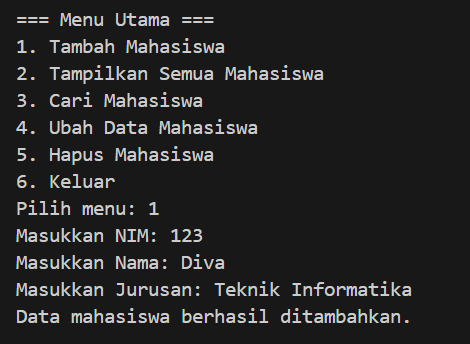 === Menu Utama ===
1. Tambah Mahasiswa
2. Tampilkan Semua Mahasiswa
3. Cari Mahasiswa
4. Ubah Data Mahasiswa
5. Hapus Mahasiswa
6. Keluar
Pilih menu: 1
Masukkan NIM: 123
Masukkan Nama: Diva
Masukkan Jurusan: Teknik Informatika
Data mahasiswa berhasil ditambahkan.